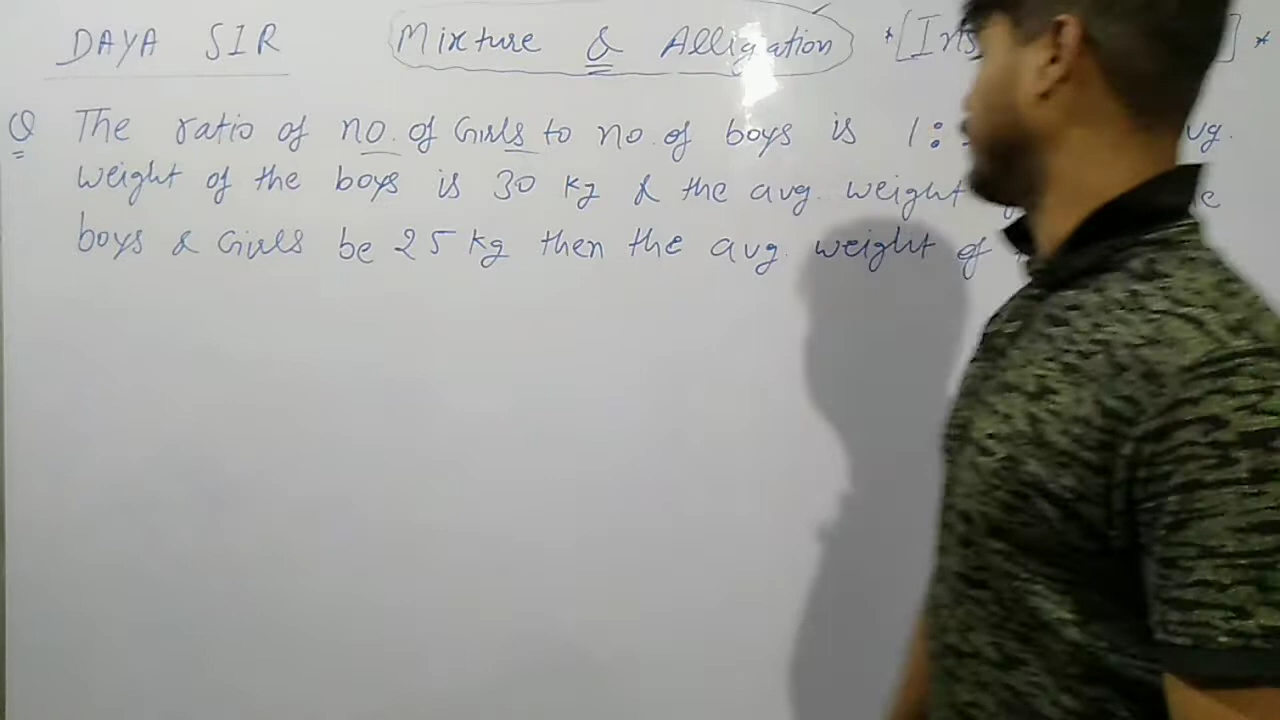 DAYA SIR Mixture & Alligation *[ ] *
Q The ratio of no. of Girls to no. of boys is 1:
weight of the boys is 30 kg & the avg. weight
boys & Girls be 25 kg then the avg. weight of